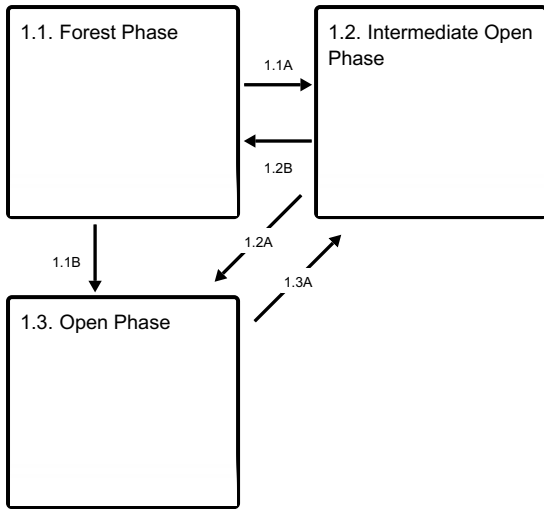 1.1. Forest Phase
1.2. Intermediate Open
Phase
1.1A
1.2B
1.2A
1.1B
1.3A
1.3. Open Phase